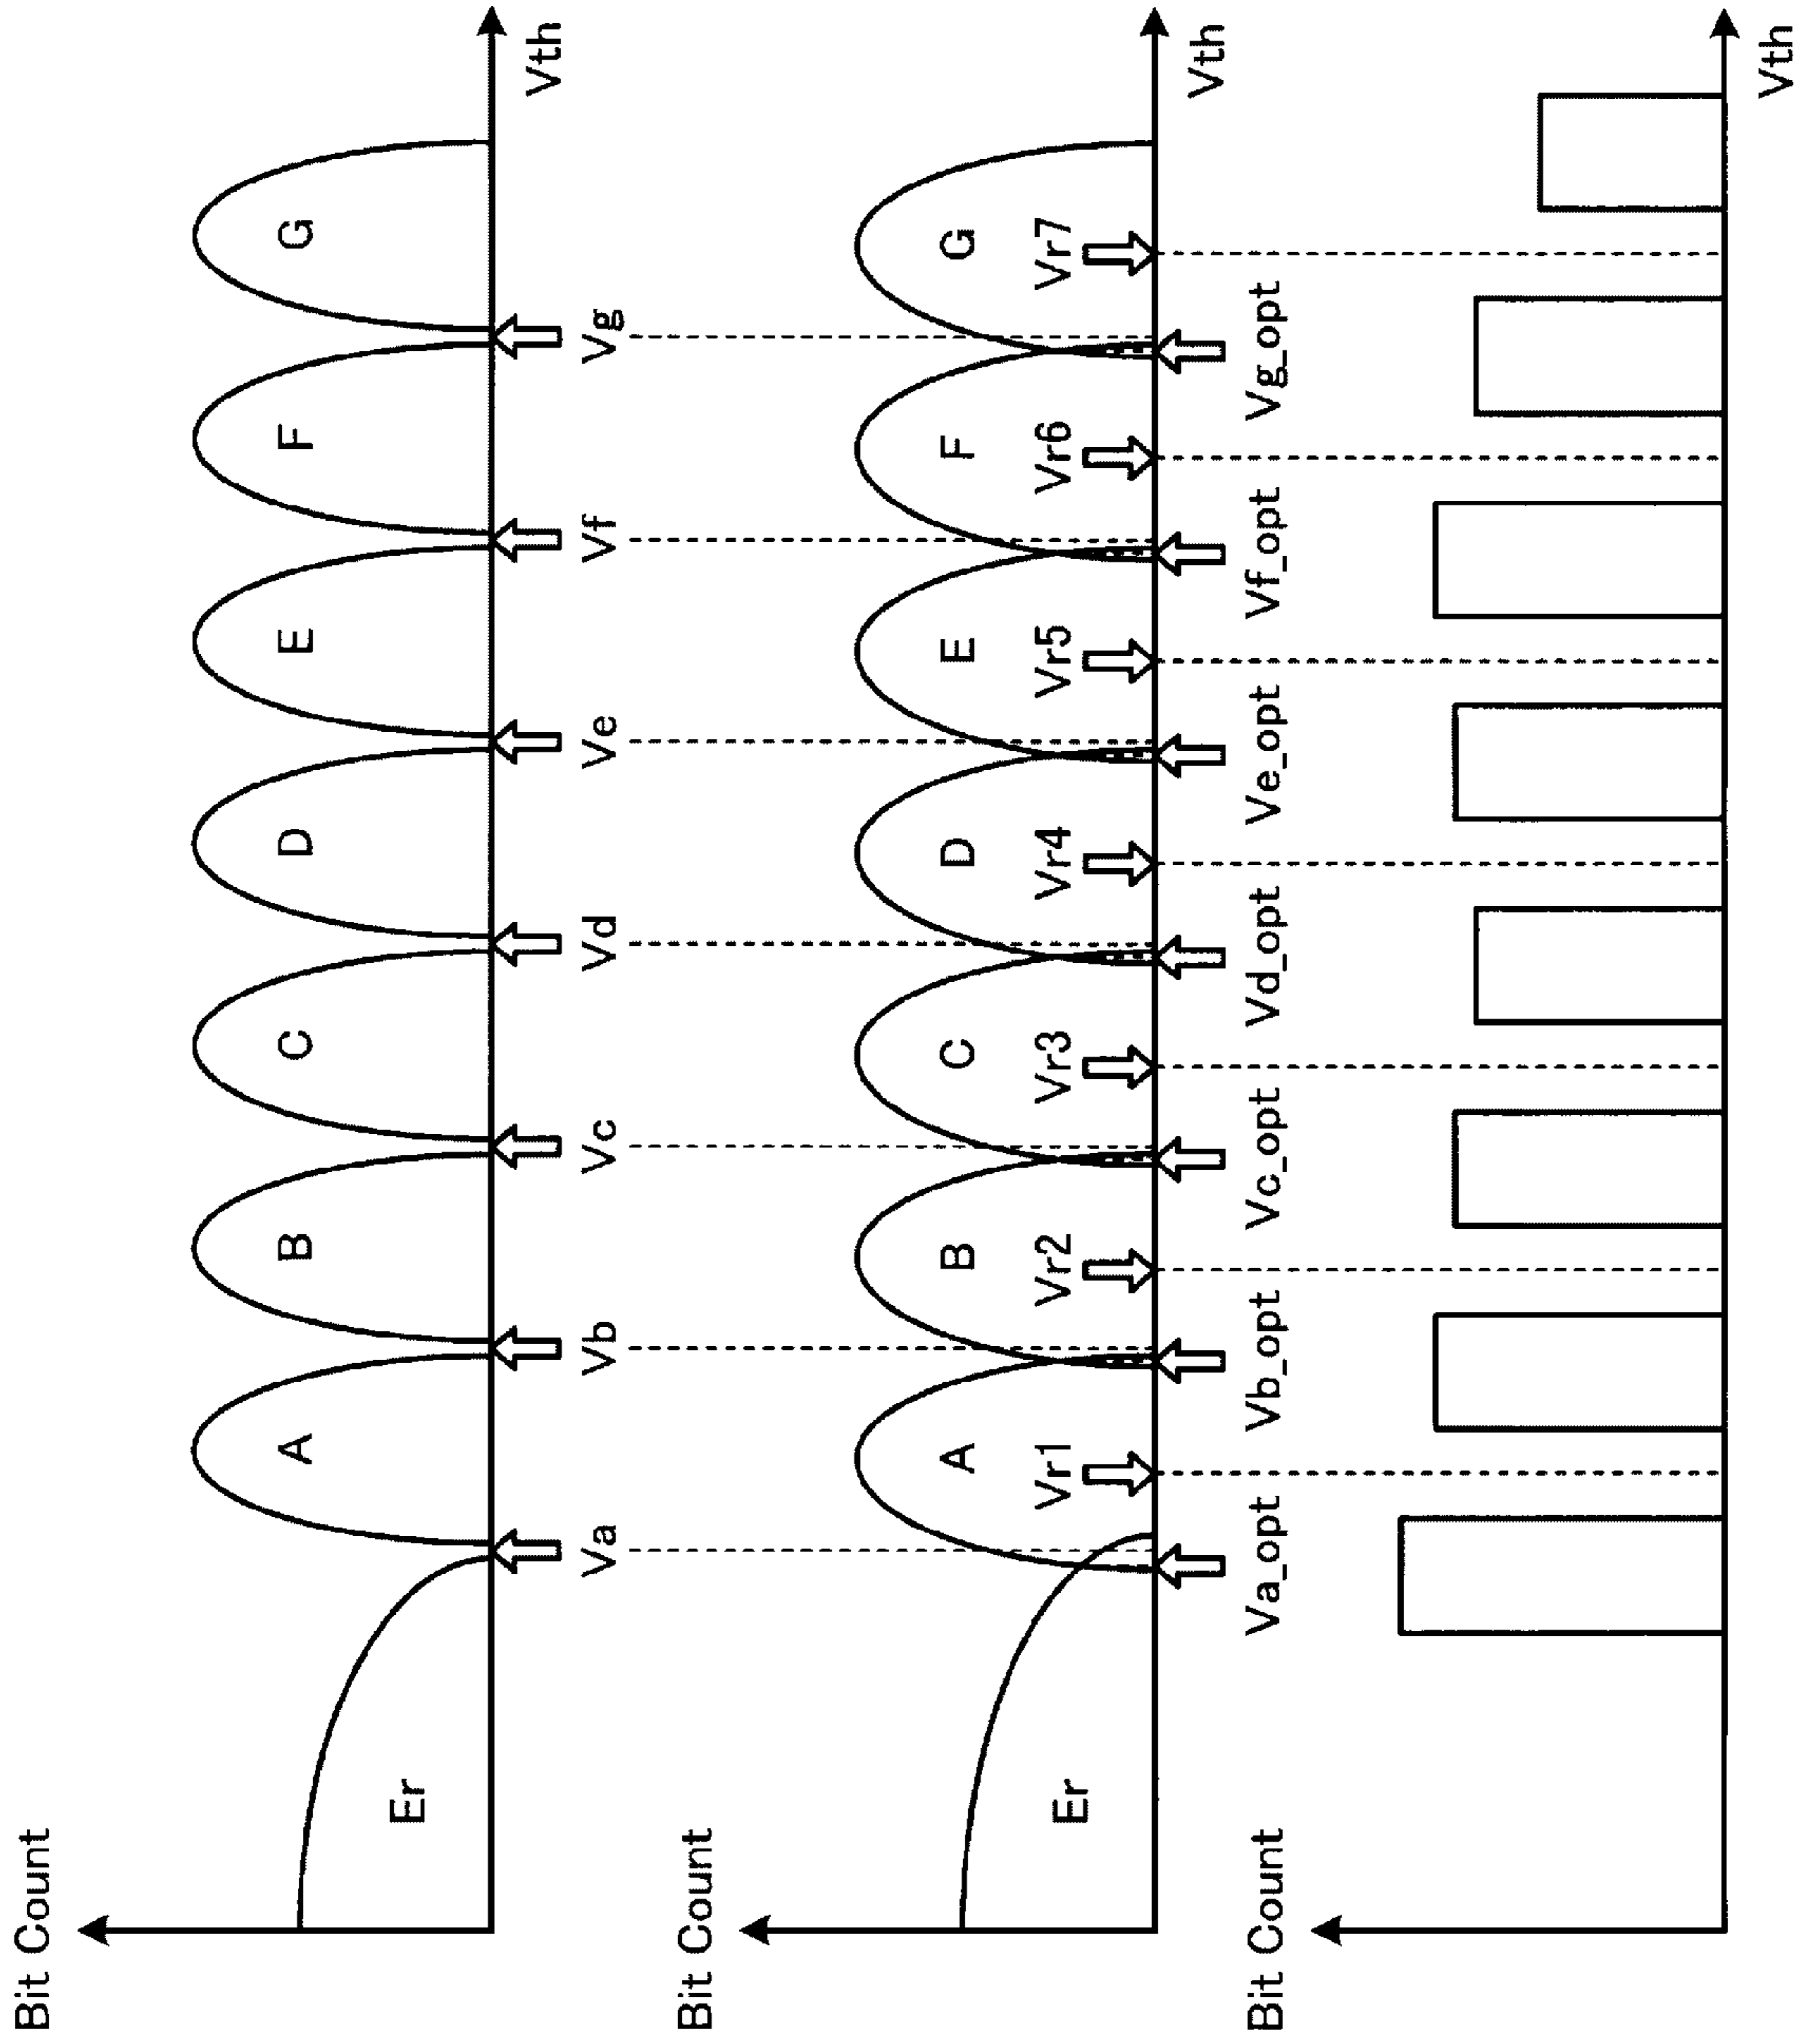 Bit Count
Er
A
B
C
D
E
F
G
Vth
Va
Vb
Vc
Vd
Ve
Vf
Vg
Bit Count
Er
A
B
C
D
E
F
G
Vr1
Vr2
Vr3
Vr4
Vr5
Vr6
Vr7
Vth
Va_opt
Vb_opt
Vc_opt
Vd_opt
Ve_opt
Vf_opt
Vg_opt
Bit Count
Vth